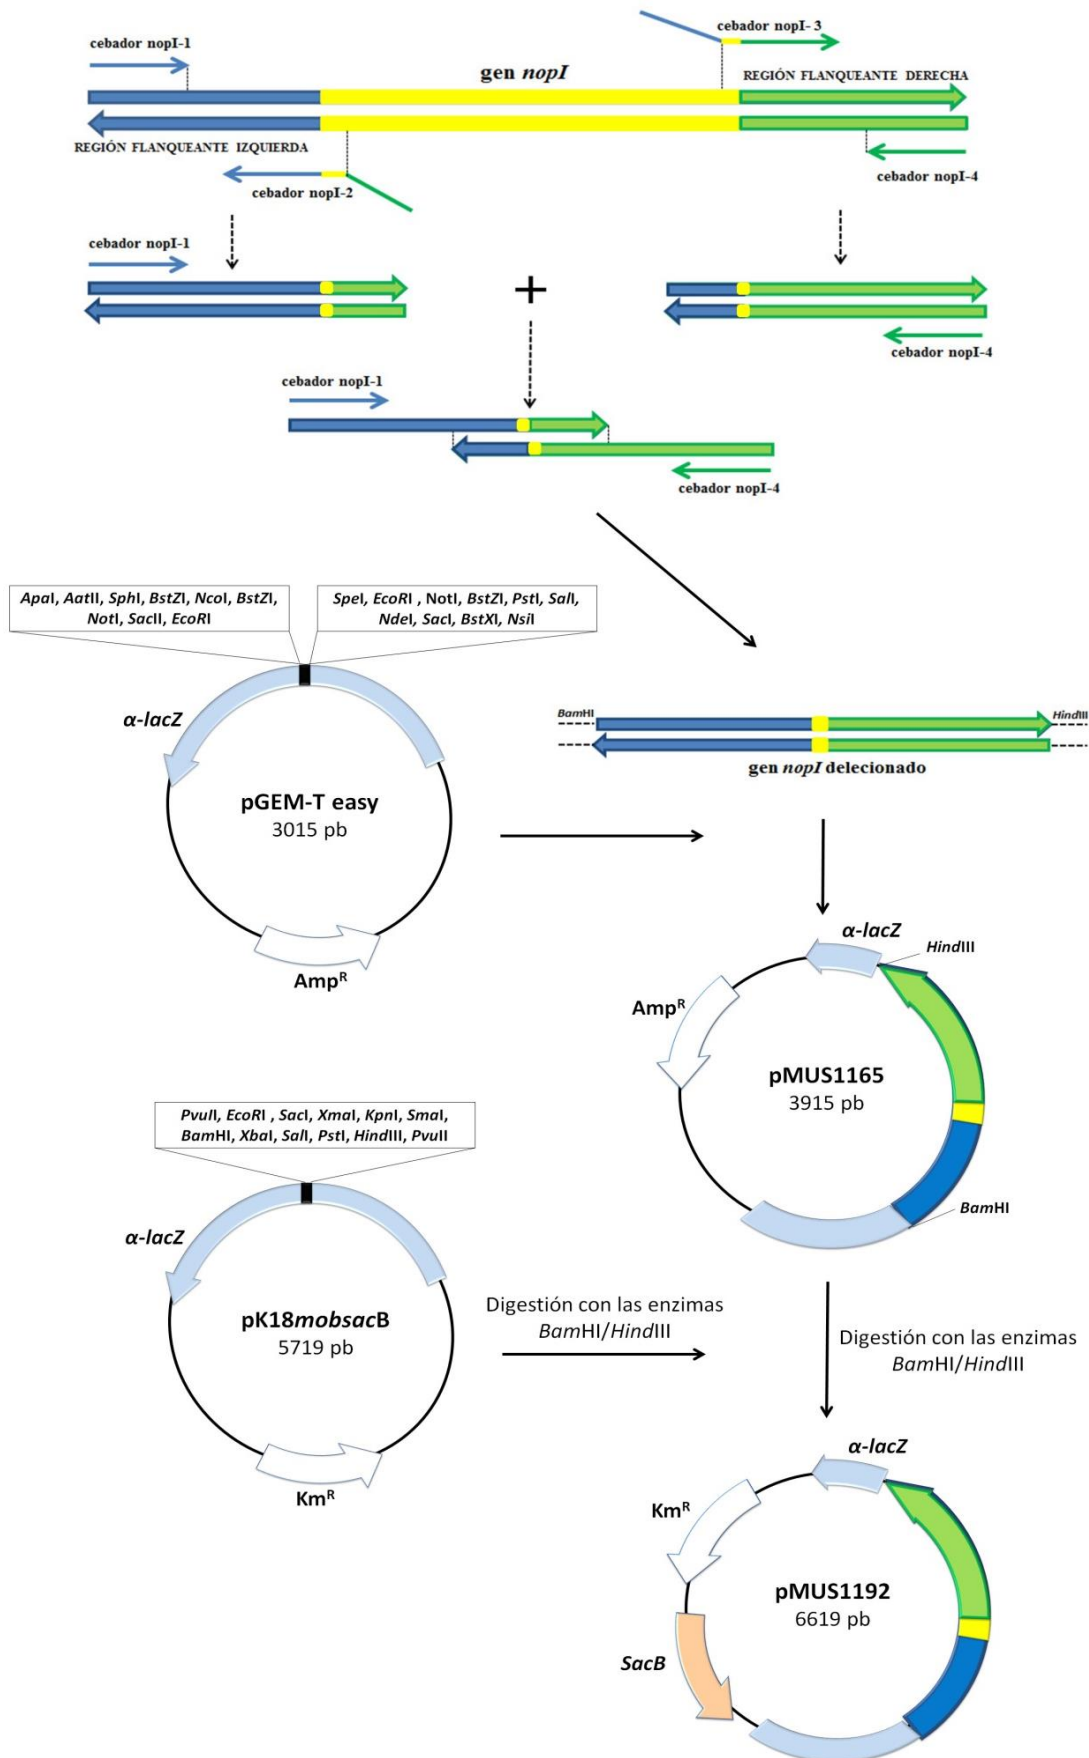 cebador nopI-1
cebador nopI- 3
gen nopI
REGIÓN FLANQUEANTE DERECHA
REGIÓN FLANQUEANTE IZQUIERDA
cebador nopI-2
cebador nopI-4
cebador nopI-1
+
cebador nopI-4
cebador nopI-1
cebador nopI-4
ApaI, AatII, SphI, BstZI, NcoI, BstZI,
NotI, SacII, EcoRI
SpeI, EcoRI , NotI, BstZI, PstI, SalI,
NdeI, SacI, BstXI, NsiI
α-lacZ
BamHI
HindIII
gen nopI delecionado
pGEM-T easy
3015 pb
AmpR
α-lacZ
HindIII
AmpR
pMUS1165
3915 pb
BamHI
PvuII, EcoRI , SacI, XmaI, KpnI, SmaI,
BamHI, XbaI, SalI, PstI, HindIII, PvuII
α-lacZ
pK18mobsacB
5719 pb
KmR
Digestión con las enzimas
BamHI/HindIII
Digestión con las enzimas
BamHI/HindIII
α-lacZ
KmR
pMUS1192
6619 pb
SacB